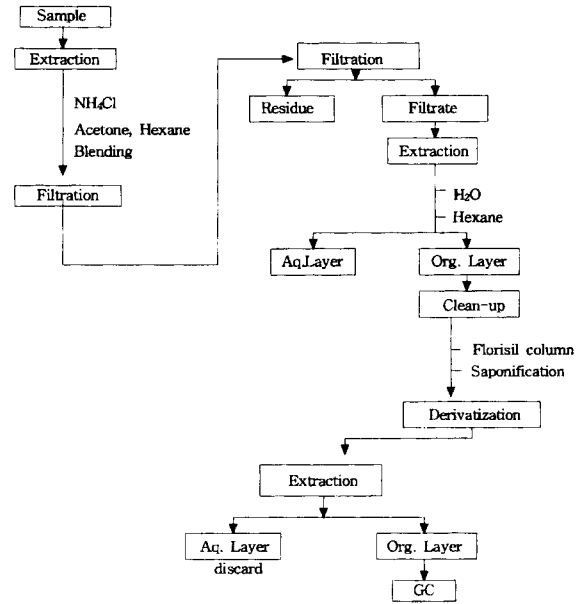 Sample
Extraction
NH₄Cl
Acetone, Hexane
Blending
Filtration
Filtration
Residue
Filtrate
Extraction
H₂O
Hexane
Aq.Layer
Org. Layer
Clean-up
Florisil column
Saponification
Derivatization
Extraction
Aq. Layer
discard
Org. Layer
GC